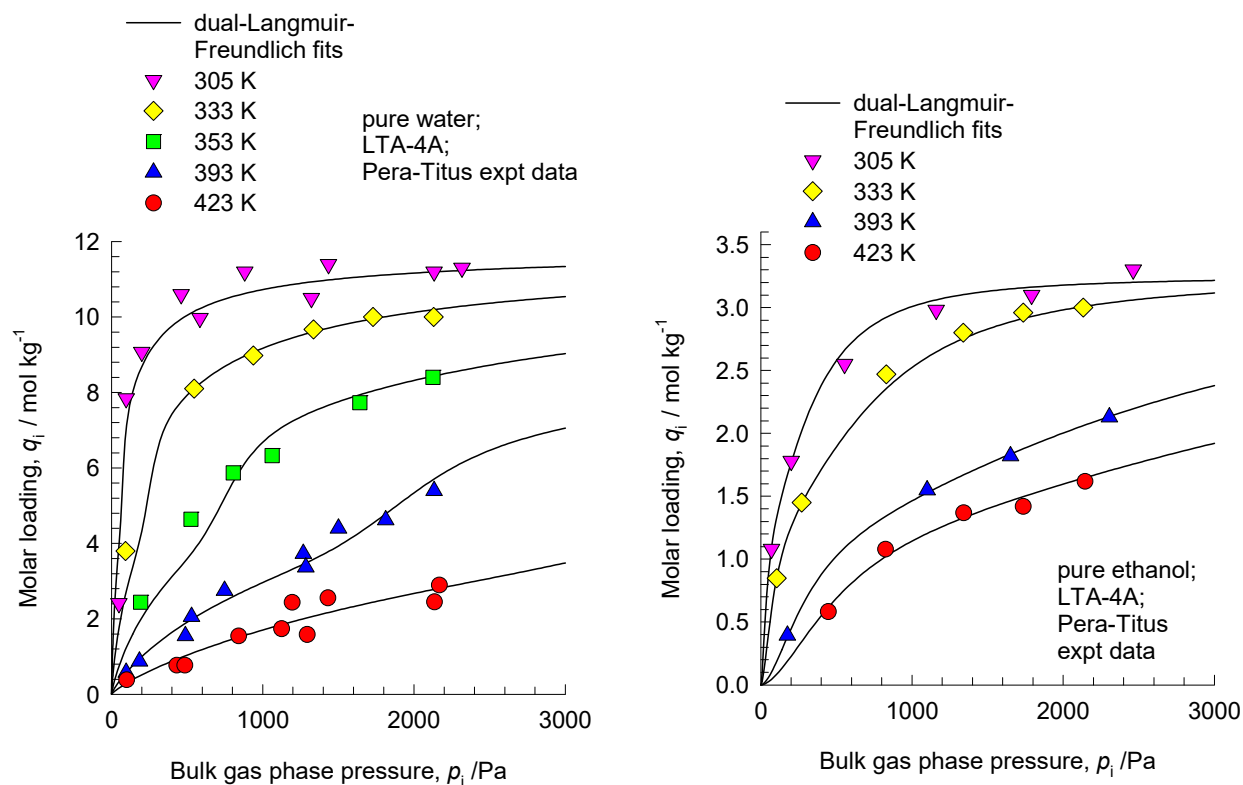 dual-Langmuir-
Freundlich fits
305 K
333 K
353 K
393 K
423 K
pure water;
LTA-4A;
Pera-Titus expt data
12
10
8
6
4
2
0
Molar loading, qᵢ / mol kg⁻¹
0
1000
2000
3000
Bulk gas phase pressure, pᵢ /Pa
dual-Langmuir-
Freundlich fits
305 K
333 K
393 K
423 K
3.5
3.0
2.5
2.0
1.5
1.0
0.5
0.0
Molar loading, qᵢ / mol kg⁻¹
pure ethanol;
LTA-4A;
Pera-Titus
expt data
0
1000
2000
3000
Bulk gas phase pressure, pᵢ /Pa